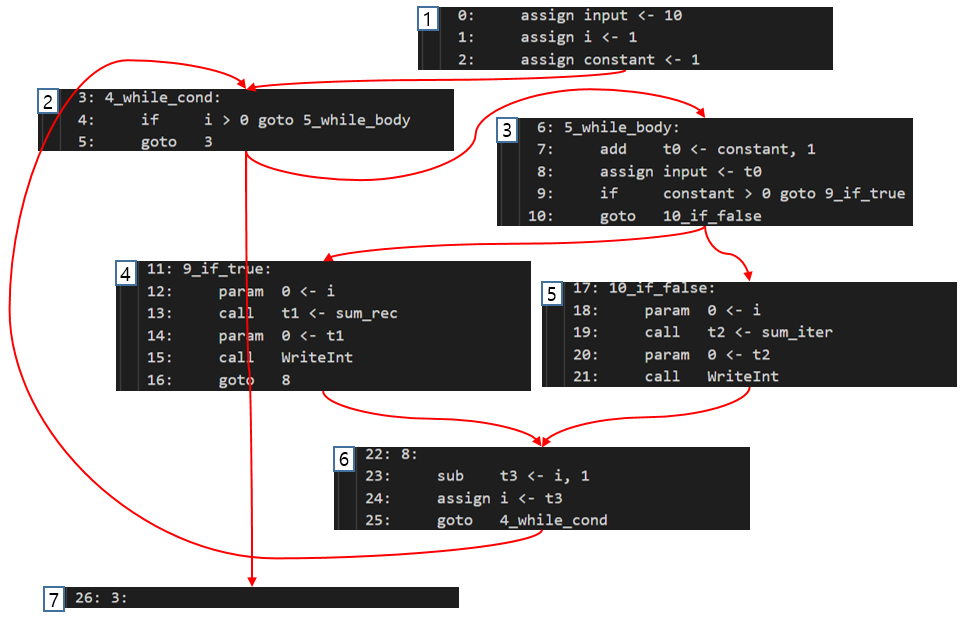 1
0: assign input <- 10
1: assign i <- 1
2: assign constant <- 1
2
3: 4_while_cond:
4: if i > 0 goto 5_while_body
5: goto 3
3
6: 5_while_body:
7: add t0 <- constant, 1
8: assign input <- t0
9: if constant > 0 goto 9_if_true
10: goto 10_if_false
4
11: 9_if_true:
12: param 0 <- i
13: call t1 <- sum_rec
14: param 0 <- t1
15: call WriteInt
16: goto 8
5
17: 10_if_false:
18: param 0 <- i
19: call t2 <- sum_iter
20: param 0 <- t2
21: call WriteInt
6
22: 8:
23: sub t3 <- i, 1
24: assign i <- t3
25: goto 4_while_cond
7
26: 3: